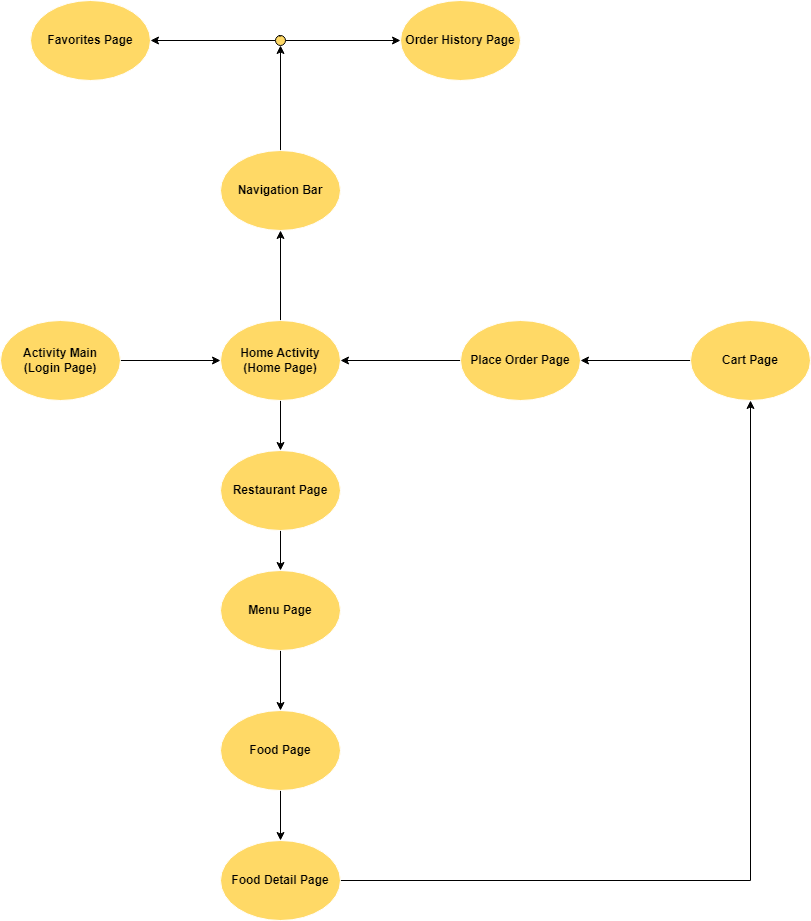 Favorites Page
Order History Page
Navigation Bar
Activity Main
(Login Page)
Home Activity
(Home Page)
Place Order Page
Cart Page
Restaurant Page
Menu Page
Food Page
Food Detail Page